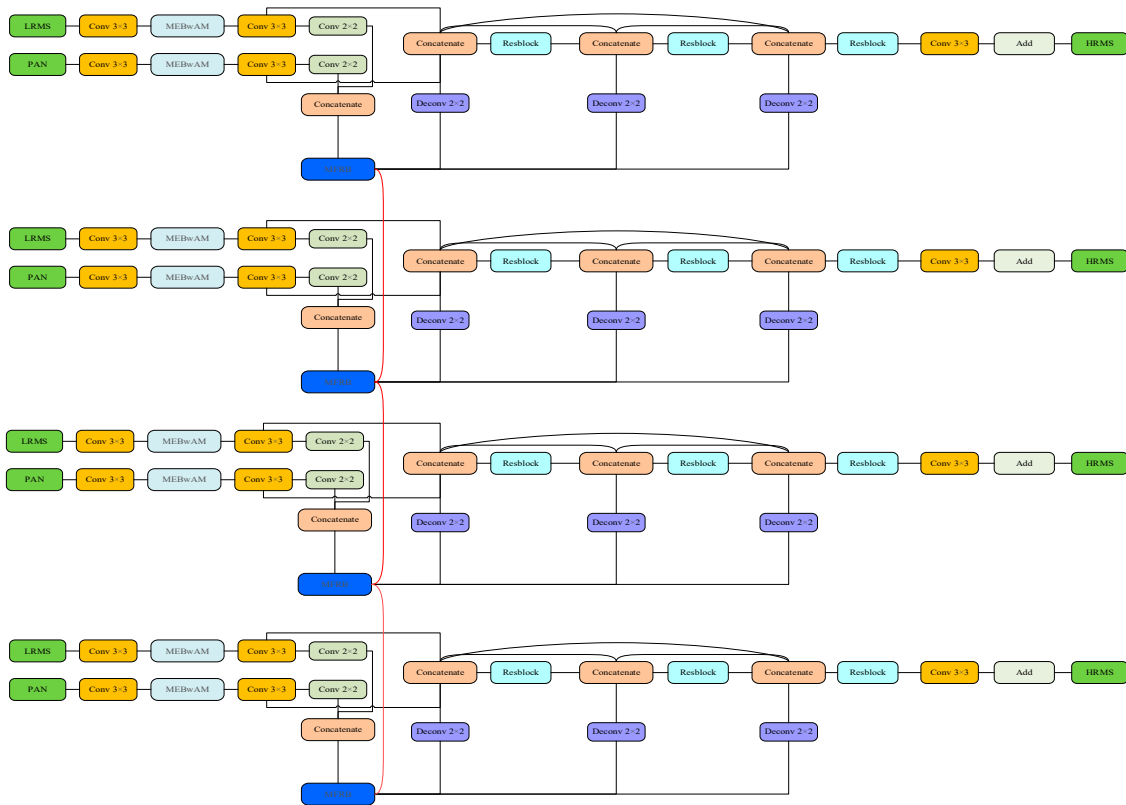 LRMS Conv 3×3 MEBwAM Conv 3×3 Conv 2×2
Concatenate Resblock Concatenate Resblock Concatenate Resblock Conv 3×3 Add HRMS
PAN Conv 3×3 MEBwAM Conv 3×3 Conv 2×2
Concatenate Deconv 2×2 Deconv 2×2 Deconv 2×2
LRMS Conv 3×3 MEBwAM Conv 3×3 Conv 2×2
Concatenate Resblock Concatenate Resblock Concatenate Resblock Conv 3×3 Add HRMS
PAN Conv 3×3 MEBwAM Conv 3×3 Conv 2×2
Concatenate Deconv 2×2 Deconv 2×2 Deconv 2×2
LRMS Conv 3×3 MEBwAM Conv 3×3 Conv 2×2
Concatenate Resblock Concatenate Resblock Concatenate Resblock Conv 3×3 Add HRMS
PAN Conv 3×3 MEBwAM Conv 3×3 Conv 2×2
Concatenate Deconv 2×2 Deconv 2×2 Deconv 2×2
LRMS Conv 3×3 MEBwAM Conv 3×3 Conv 2×2
Concatenate Resblock Concatenate Resblock Concatenate Resblock Conv 3×3 Add HRMS
PAN Conv 3×3 MEBwAM Conv 3×3 Conv 2×2
Concatenate Deconv 2×2 Deconv 2×2 Deconv 2×2